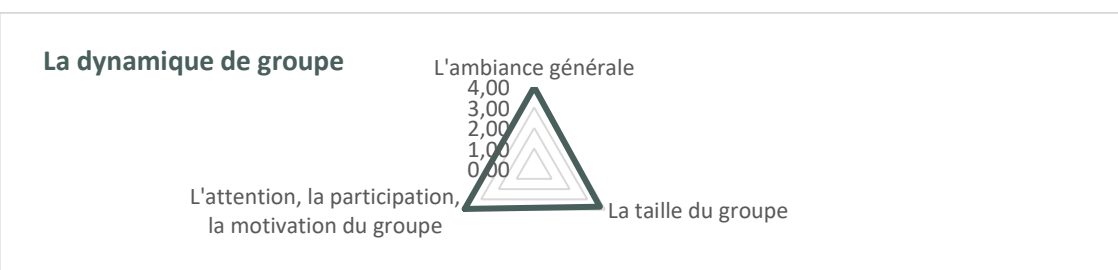 La dynamique de groupe
L'ambiance générale
4,00
3,00
2,00
1,00
0,00
L'attention, la participation,
la motivation du groupe
La taille du groupe